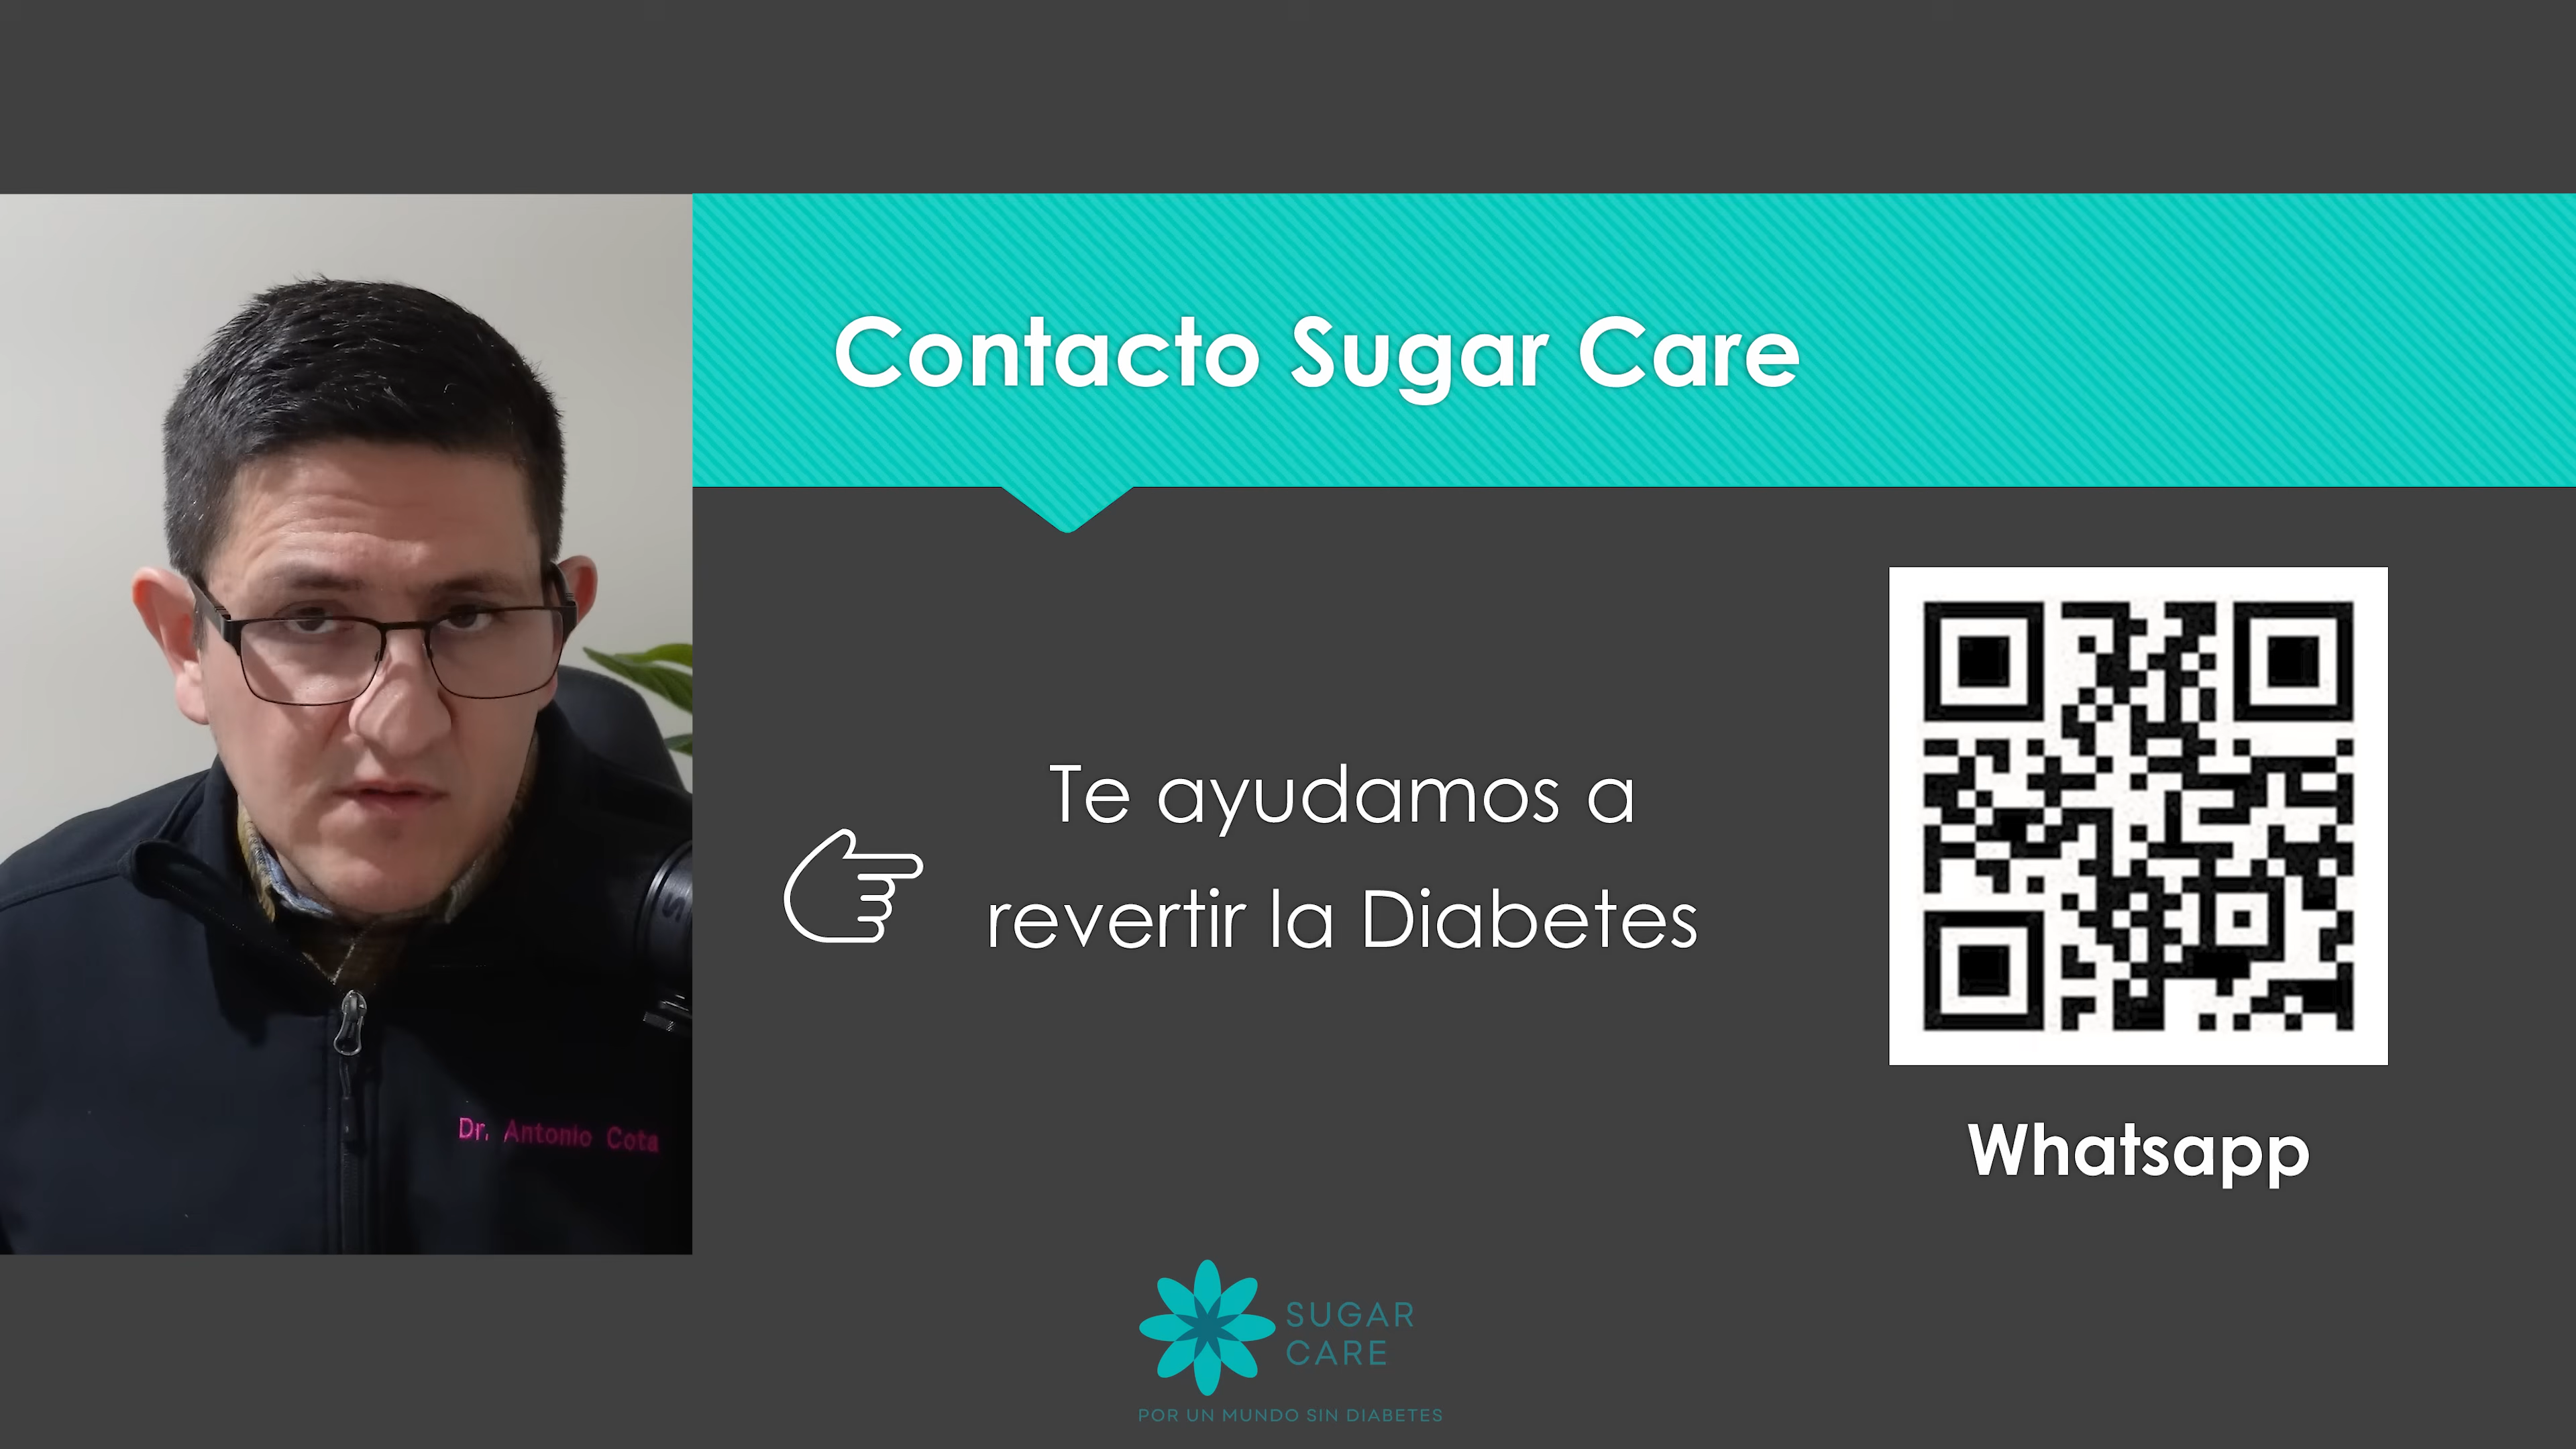 Contacto Sugar Care
Te ayudamos a
revertir la Diabetes
Whatsapp
Dr. Antonio Cota
SUGAR
CARE
POR UN MUNDO SIN DIABETES